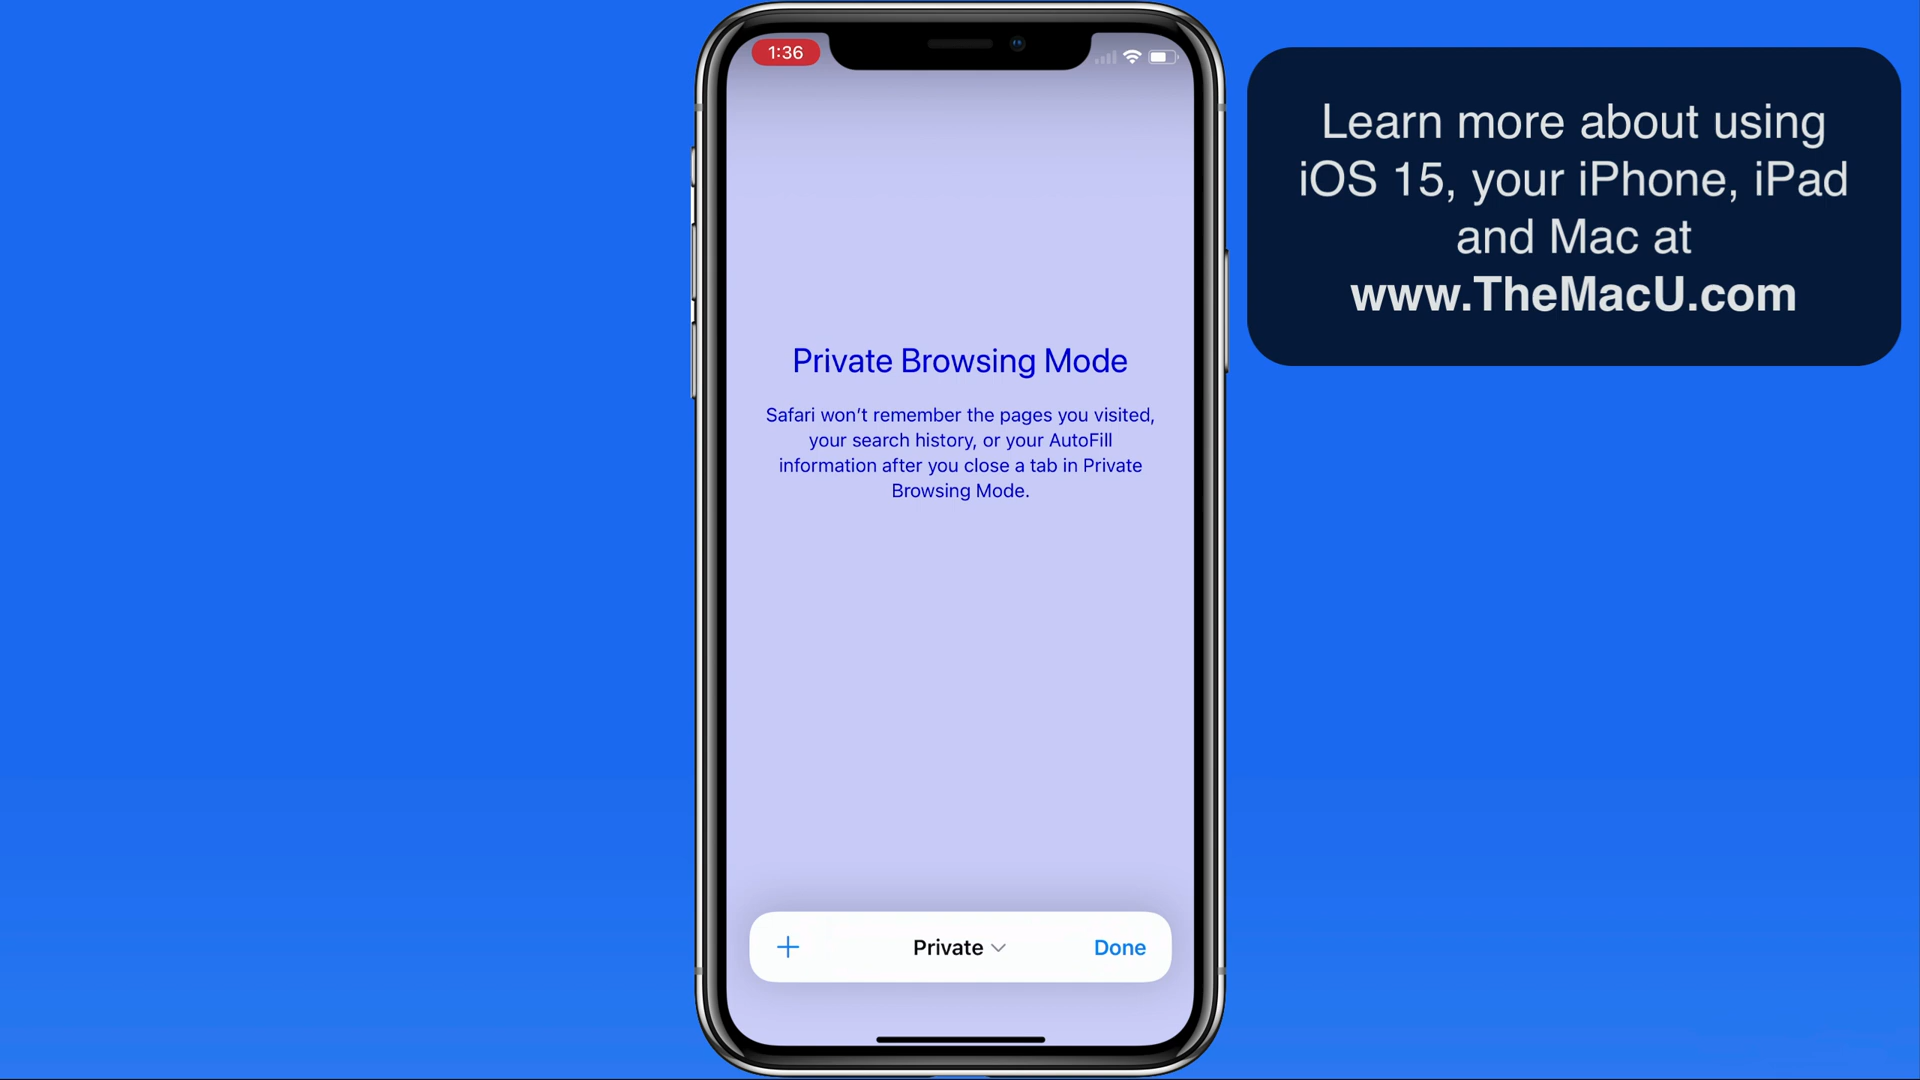 1:36
Learn more about using
iOS 15, your iPhone, iPad
and Mac at
www.TheMacU.com
Private Browsing Mode
Safari won’t remember the pages you visited,
your search history, or your AutoFill
information after you close a tab in Private
Browsing Mode.
Private
Done